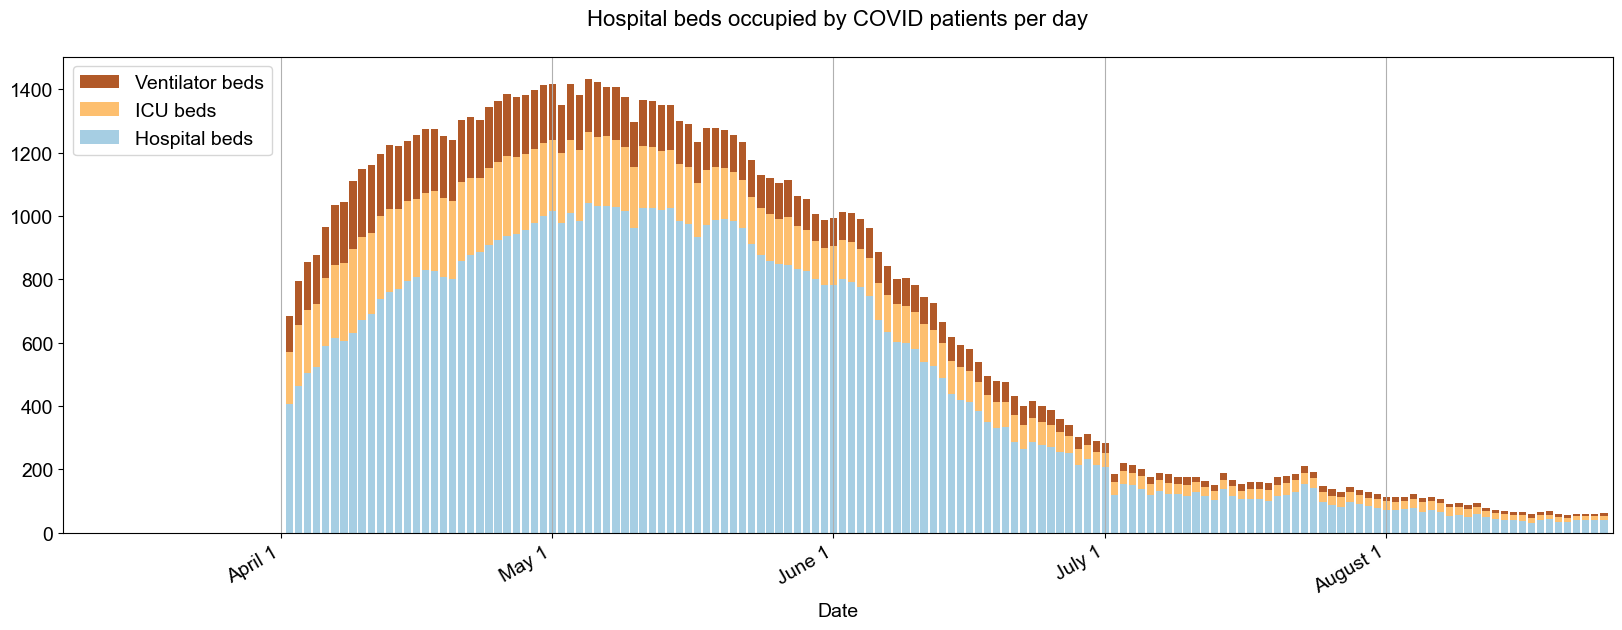 Hospital beds occupied by COVID patients per day
Ventilator beds
ICU beds
Hospital beds
1400
1200
1000
800
600
400
200
0
April 1
May 1
June 1
July 1
August 1
Date